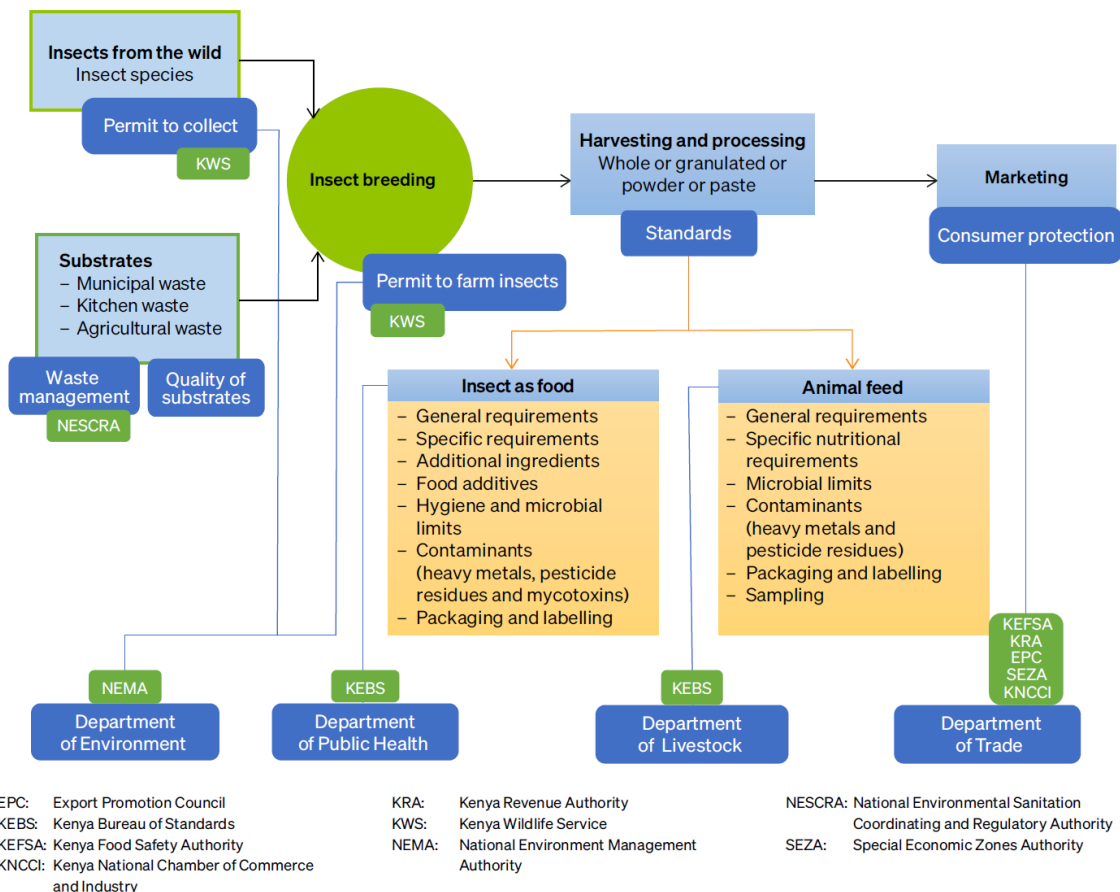 Insects from the wild
Insect species
Permit to collect
KWS
Insect breeding
Harvesting and processing
Whole or granulated or
powder or paste
Standards
Marketing
Consumer protection
Substrates
– Municipal waste
– Kitchen waste
– Agricultural waste
Waste
management
NESCRA
Quality of
substrates
Permit to farm insects
KWS
Insect as food
– General requirements
– Specific requirements
– Additional ingredients
– Food additives
– Hygiene and microbial
limits
– Contaminants
(heavy metals, pesticide
residues and mycotoxins)
– Packaging and labelling
Animal feed
– General requirements
– Specific nutritional
requirements
– Microbial limits
– Contaminants
(heavy metals and
pesticide residues)
– Packaging and labelling
– Sampling
NEMA
Department
of Environment
KEBS
Department
of Public Health
KEBS
Department
of Livestock
KEFSA
KRA
EPC
SEZA
KNCCI
Department
of Trade
EPC: Export Promotion Council
KEBS: Kenya Bureau of Standards
KEFSA: Kenya Food Safety Authority
KNCCI: Kenya National Chamber of Commerce
and Industry
KRA: Kenya Revenue Authority
KWS: Kenya Wildlife Service
NEMA: National Environment Management
Authority
NESCRA: National Environmental Sanitation
Coordinating and Regulatory Authority
SEZA: Special Economic Zones Authority